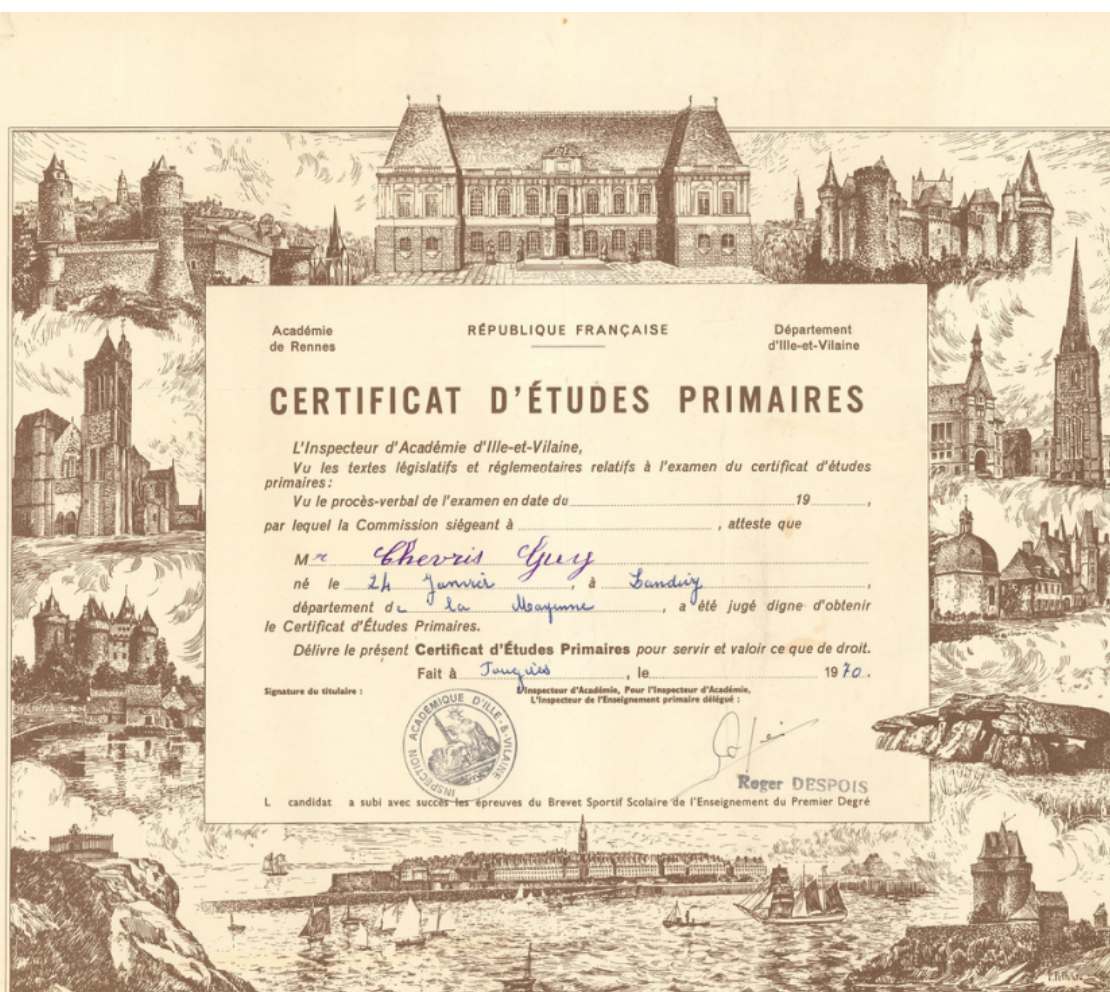 Académie
de Rennes
RÉPUBLIQUE FRANÇAISE
Département
d'Ille-et-Vilaine
CERTIFICAT D'ÉTUDES PRIMAIRES
L'Inspecteur d'Académie d'Ille-et-Vilaine,
Vu les textes législatifs et réglementaires relatifs à l'examen du certificat d'études
primaires :
Vu le procès-verbal de l'examen en date du 19 ,
par lequel la Commission siégeant à , atteste que
Mr Chevris Guy
né le 24 Janvier , à Landivy ,
département de la Mayenne , a été jugé digne d'obtenir
le Certificat d'Études Primaires.
Délivre le présent Certificat d'Études Primaires pour servir et valoir ce que de droit.
Fait à , le 1970.
Signature du titulaire :
L'Inspecteur d'Académie, Pour l'Inspecteur d'Académie,
L'Inspecteur de l'Enseignement primaire délégué :
INSPECTION ACADÉMIQUE D'ILLE-&-VILAINE
Roger DESPOIS
L candidat a subi avec succès les épreuves du Brevet Sportif Scolaire de l'Enseignement du Premier Degré